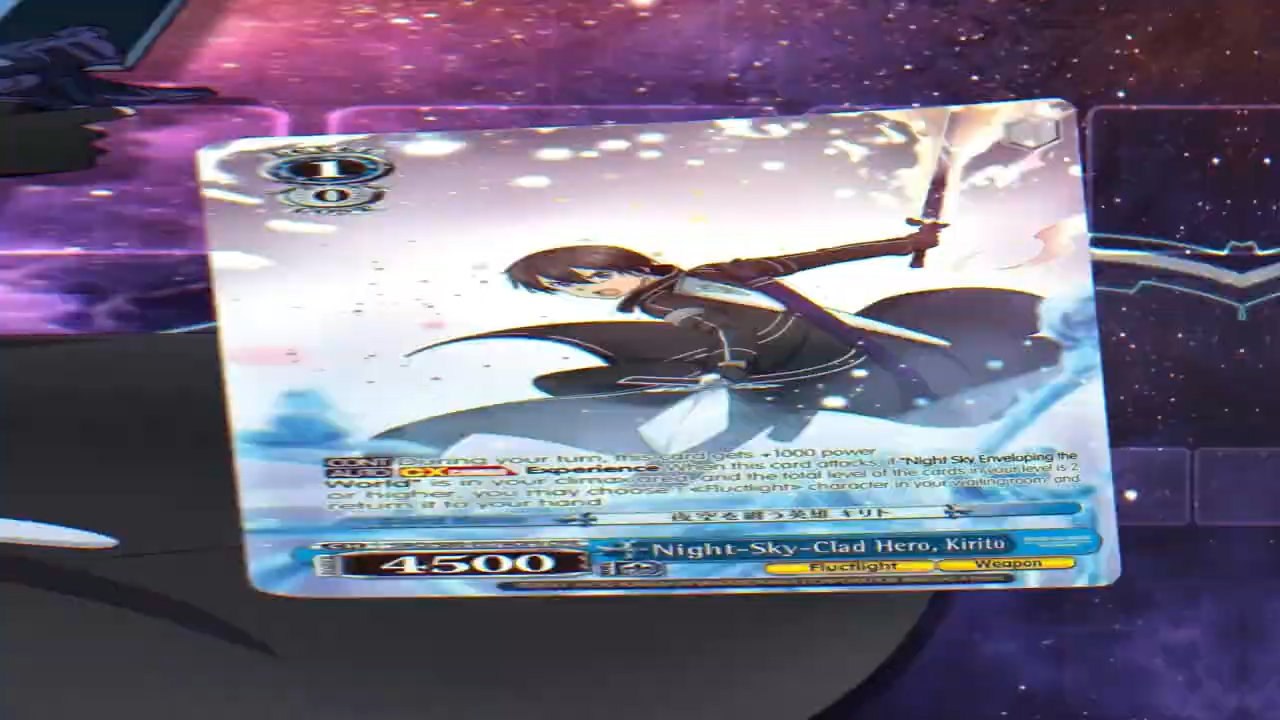 1
0
CONT During your turn, this card gets +1000 power
AUTO CX Experience When this card attacks, if "Night Sky Enveloping the
World" is in your climax area, and the total level of the cards in your level is 2
or higher, you may choose 1 <Fluctlight> character in your waiting room, and
return it to your hand
夜空を纏う英雄 キリト
Night-Sky-Clad Hero, Kirito
4500
Fluctlight Weapon